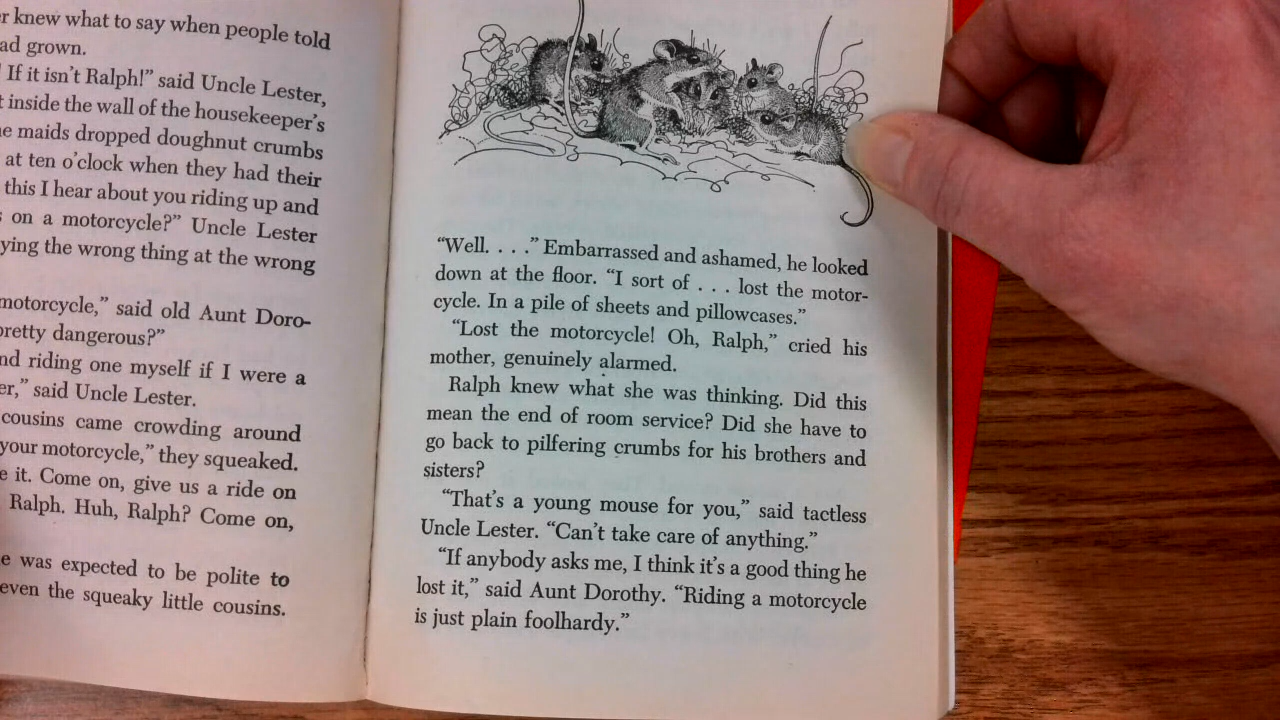 r knew what to say when people told
ad grown.
If it isn't Ralph!” said Uncle Lester,
t inside the wall of the housekeeper's
e maids dropped doughnut crumbs
at ten o'clock when they had their
this I hear about you riding up and
s on a motorcycle?” Uncle Lester
ying the wrong thing at the wrong
motorcycle,” said old Aunt Doro-
pretty dangerous?”
nd riding one myself if I were a
er,” said Uncle Lester.
cousins came crowding around
your motorcycle,” they squeaked.
e it. Come on, give us a ride on
Ralph. Huh, Ralph? Come on,
e was expected to be polite to
even the squeaky little cousins.
“Well. . . .” Embarrassed and ashamed, he looked
down at the floor. “I sort of . . . lost the motor-
cycle. In a pile of sheets and pillowcases.”
“Lost the motorcycle! Oh, Ralph,” cried his
mother, genuinely alarmed.
Ralph knew what she was thinking. Did this
mean the end of room service? Did she have to
go back to pilfering crumbs for his brothers and
sisters?
“That's a young mouse for you,” said tactless
Uncle Lester. “Can't take care of anything.”
“If anybody asks me, I think it's a good thing he
lost it,” said Aunt Dorothy. “Riding a motorcycle
is just plain foolhardy.”